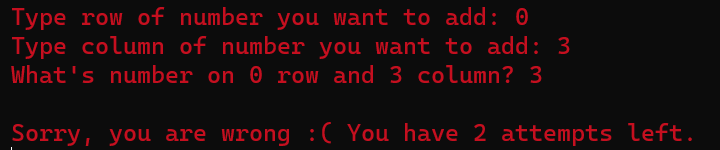 Type row of number you want to add: 0
Type column of number you want to add: 3
What's number on 0 row and 3 column? 3
Sorry, you are wrong :( You have 2 attempts left.